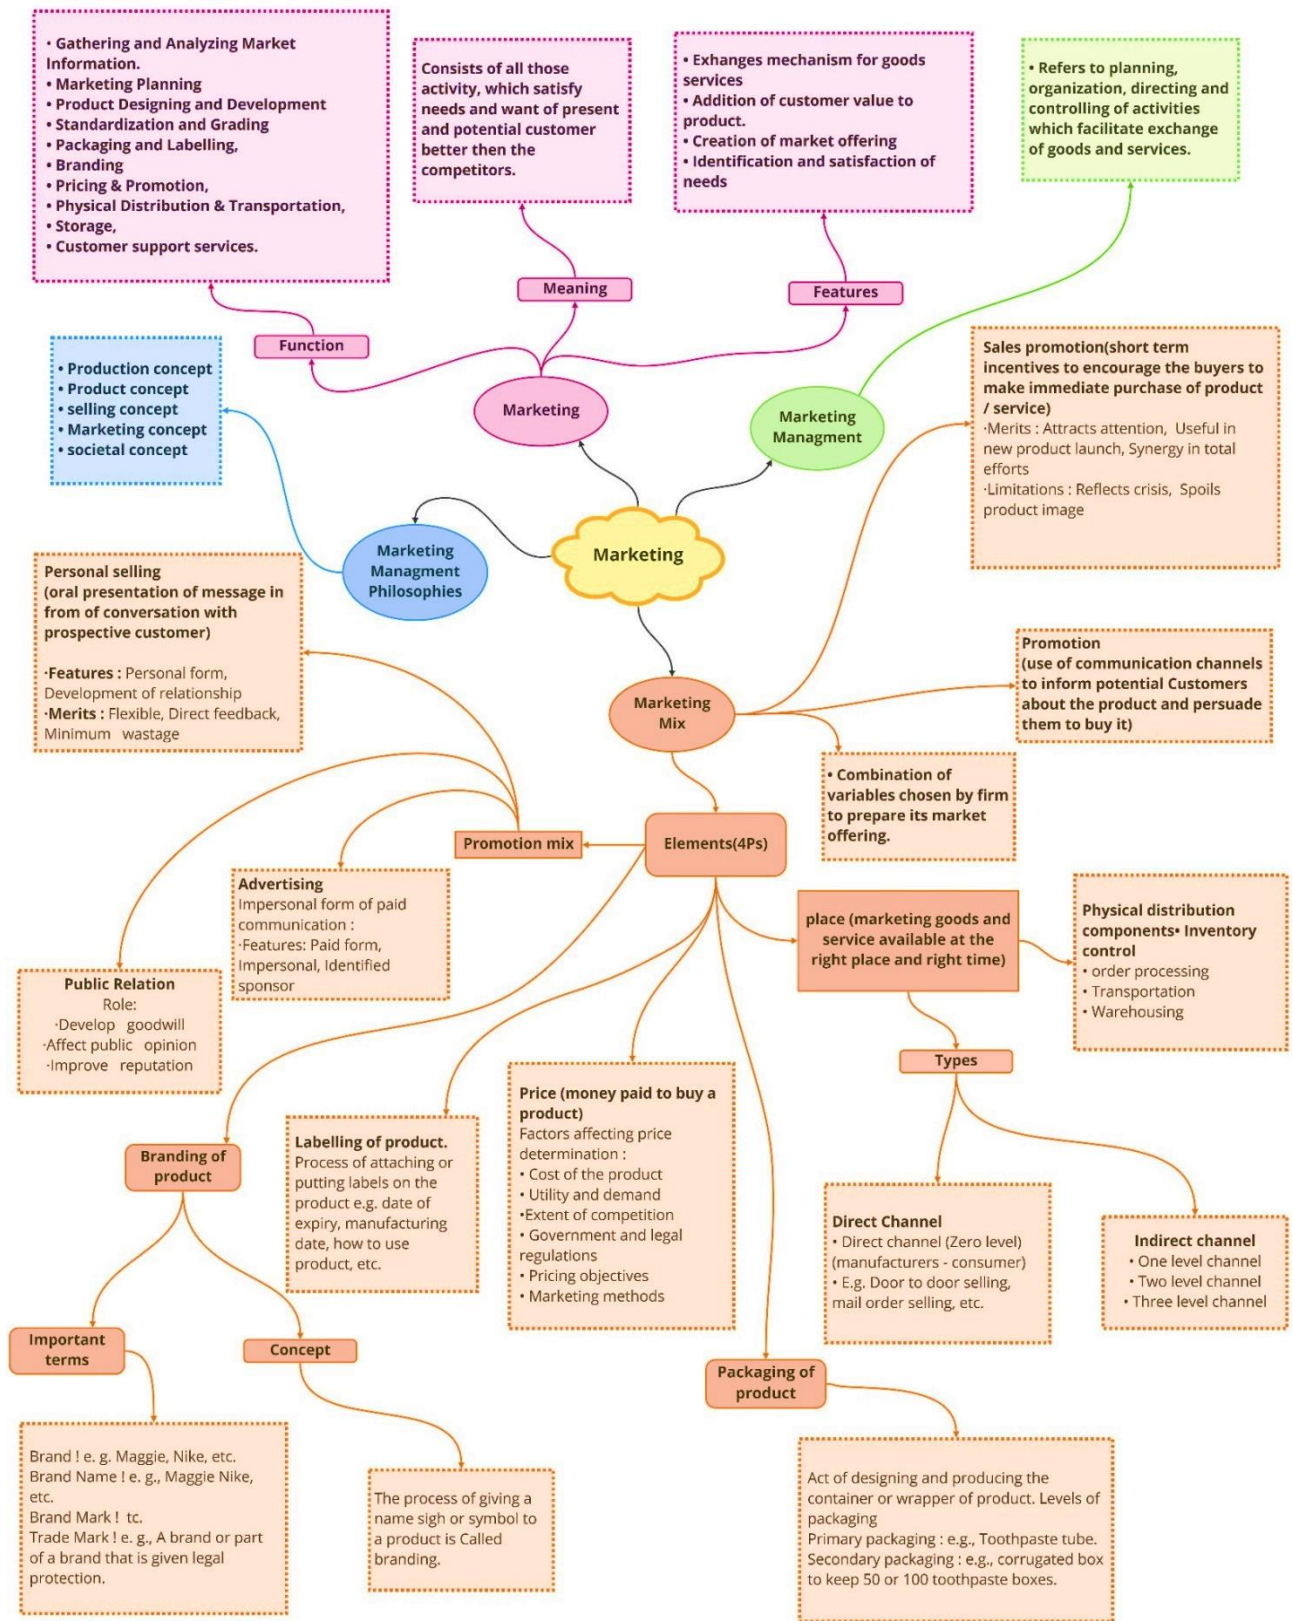 • Gathering and Analyzing Market
Information.
• Marketing Planning
• Product Designing and Development
• Standardization and Grading
• Packaging and Labelling,
• Branding
• Pricing & Promotion,
• Physical Distribution & Transportation,
• Storage,
• Customer support services.
Consists of all those
activity, which satisfy
needs and want of present
and potential customer
better then the
competitors.
• Exhanges mechanism for goods
services
• Addition of customer value to
product.
• Creation of market offering
• Identification and satisfaction of
needs
• Refers to planning,
organization, directing and
controlling of activities
which facilitate exchange
of goods and services.
Function
Meaning
Features
• Production concept
• Product concept
• selling concept
• Marketing concept
• societal concept
Marketing
Marketing
Managment
Sales promotion(short term
incentives to encourage the buyers to
make immediate purchase of product
/ service)
·Merits : Attracts attention, Useful in
new product launch, Synergy in total
efforts
·Limitations : Reflects crisis, Spoils
product image
Marketing
Managment
Philosophies
Marketing
Personal selling
(oral presentation of message in
from of conversation with
prospective customer)
·Features : Personal form,
Development of relationship
·Merits : Flexible, Direct feedback,
Minimum wastage
Marketing
Mix
Promotion
(use of communication channels
to inform potential Customers
about the product and persuade
them to buy it)
• Combination of
variables chosen by firm
to prepare its market
offering.
Promotion mix
Elements(4Ps)
Advertising
Impersonal form of paid
communication :
·Features: Paid form,
Impersonal, Identified
sponsor
Public Relation
Role:
·Develop goodwill
·Affect public opinion
·Improve reputation
place (marketing goods and
service available at the
right place and right time)
Physical distribution
components• Inventory
control
• order processing
• Transportation
• Warehousing
Types
Branding of
product
Labelling of product.
Process of attaching or
putting labels on the
product e.g. date of
expiry, manufacturing
date, how to use
product, etc.
Price (money paid to buy a
product)
Factors affecting price
determination :
• Cost of the product
• Utility and demand
•Extent of competition
• Government and legal
regulations
• Pricing objectives
• Marketing methods
Direct Channel
• Direct channel (Zero level)
(manufacturers - consumer)
• E.g. Door to door selling,
mail order selling, etc.
Indirect channel
• One level channel
• Two level channel
• Three level channel
Important
terms
Concept
Packaging of
product
Brand ! e. g. Maggie, Nike, etc.
Brand Name ! e. g., Maggie Nike,
etc.
Brand Mark ! tc.
Trade Mark ! e. g., A brand or part
of a brand that is given legal
protection.
The process of giving a
name sigh or symbol to
a product is Called
branding.
Act of designing and producing the
container or wrapper of product. Levels of
packaging
Primary packaging : e.g., Toothpaste tube.
Secondary packaging : e.g., corrugated box
to keep 50 or 100 toothpaste boxes.